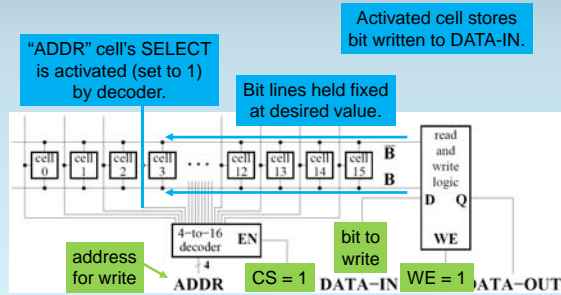 Activated cell stores
bit written to DATA-IN.
“ADDR” cell's SELECT
is activated (set to 1)
by decoder.
Bit lines held fixed
at desired value.
cell 0
cell 1
cell 2
cell 3
...
cell 12
cell 13
cell 14
cell 15
B
B
read
and
write
logic
D Q
WE
4−to−16
decoder
EN
4
address
for write
ADDR
CS = 1
bit to
write
DATA−IN
WE = 1
DATA−OUT